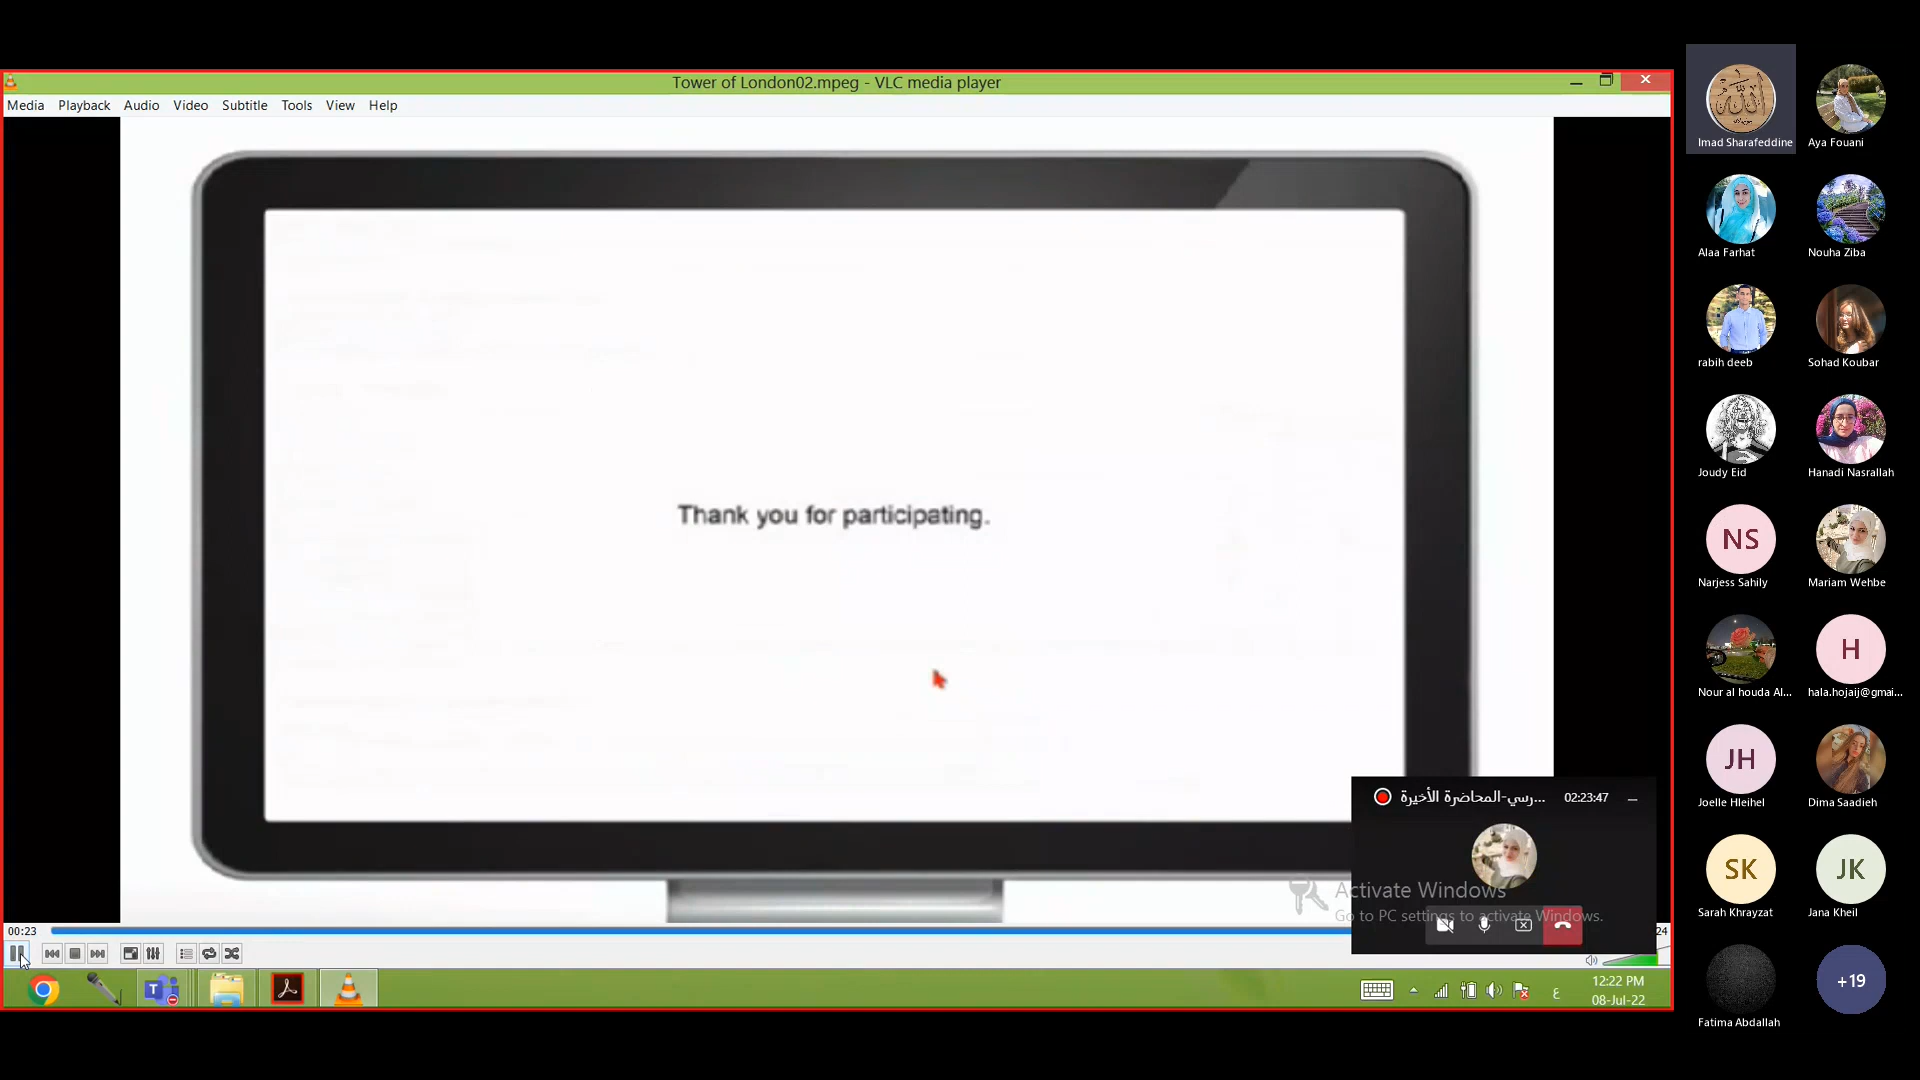 Tower of London02.mpeg - VLC media player
Media Playback Audio Video Subtitle Tools View Help
Thank you for participating.
...رسي-المحاضرة الأخيرة 02:23:47
Activate Windows
Go to PC settings to activate Windows.
00:23
24
12:22 PM
08-Jul-22
ع
Imad Sharafeddine
Aya Fouani
Alaa Farhat
Nouha Ziba
rabih deeb
Sohad Koubar
Joudy Eid
Hanadi Nasrallah
NS
Narjess Sahily
Mariam Wehbe
Nour al houda Al...
H
hala.hojaij@gmai...
JH
Joelle Hleihel
Dima Saadieh
SK
Sarah Khrayzat
JK
Jana Kheil
Fatima Abdallah
+19